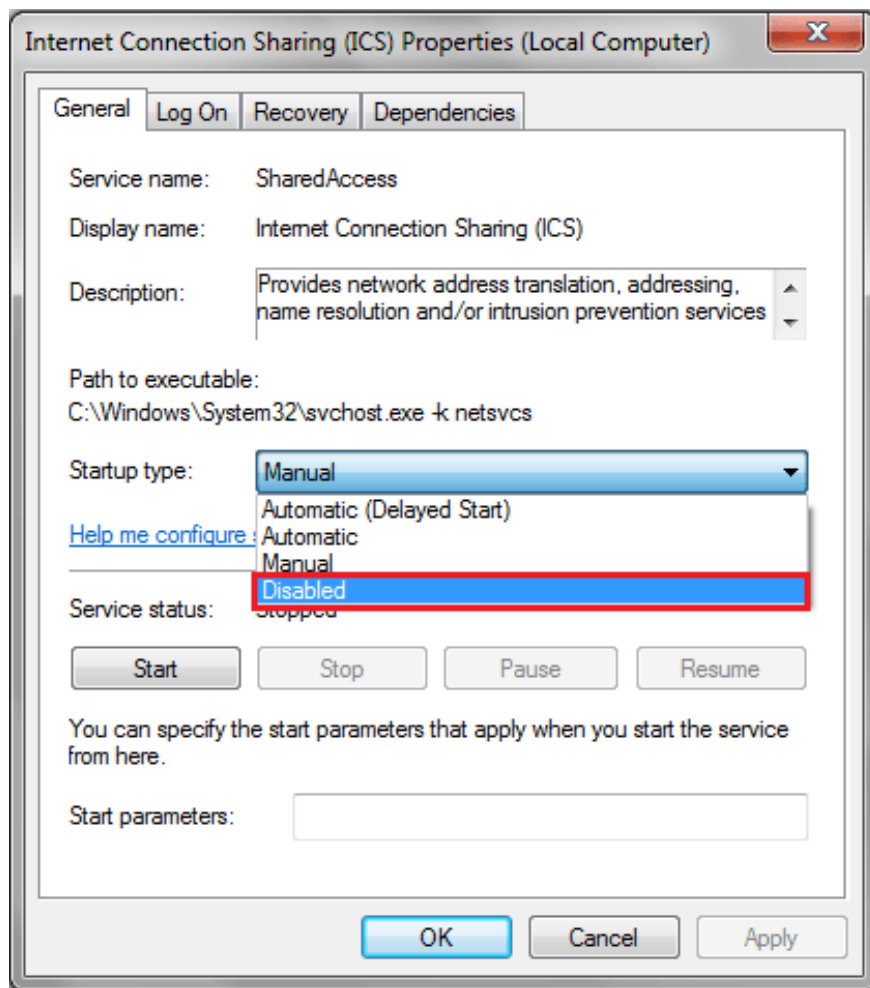 Internet Connection Sharing (ICS) Properties (Local Computer)
General Log On Recovery Dependencies
Service name: SharedAccess
Display name: Internet Connection Sharing (ICS)
Description: Provides network address translation, addressing,
name resolution and/or intrusion prevention services
Path to executable:
C:\Windows\System32\svchost.exe -k netsvcs
Startup type: Manual
Automatic (Delayed Start)
Help me configure
Automatic
Manual
Disabled
Service status: Stopped
Start Stop Pause Resume
You can specify the start parameters that apply when you start the service
from here.
Start parameters:
OK Cancel Apply